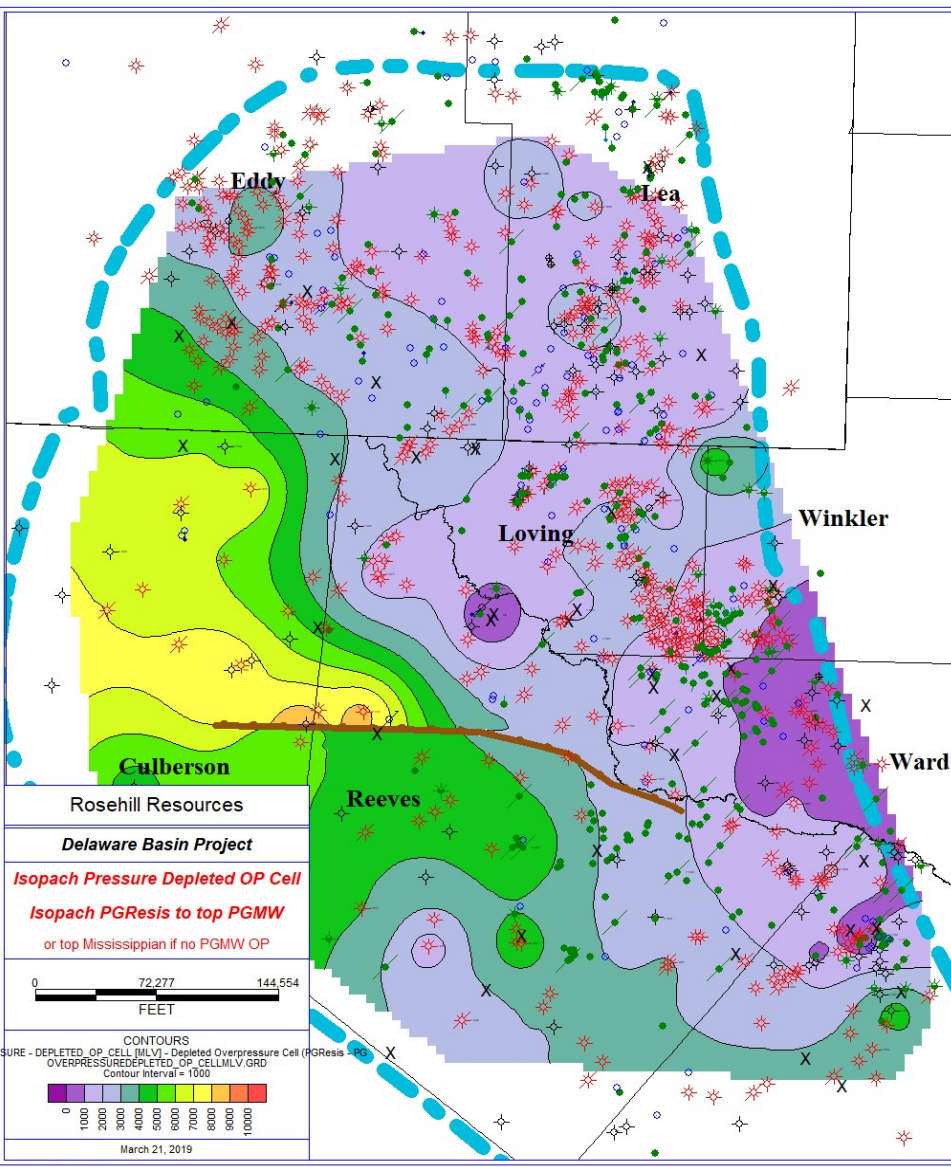 Eddy
Lea
Loving
Winkler
Culberson
Reeves
Ward
Rosehill Resources
Delaware Basin Project
Isopach Pressure Depleted OP Cell
Isopach PGResis to top PGMW
or top Mississippian if no PGMW OP
0 72,277 144,554
FEET
CONTOURS
SURE - DEPLETED_OP_CELL [MLV] - Depleted Overpressure Cell (PGResis - PG
OVERPRESSUREDEPLETED_OP_CELLMLV.GRD
Contour Interval = 1000
0 1000 2000 3000 4000 5000 6000 7000 8000 9000 10000
March 21, 2019